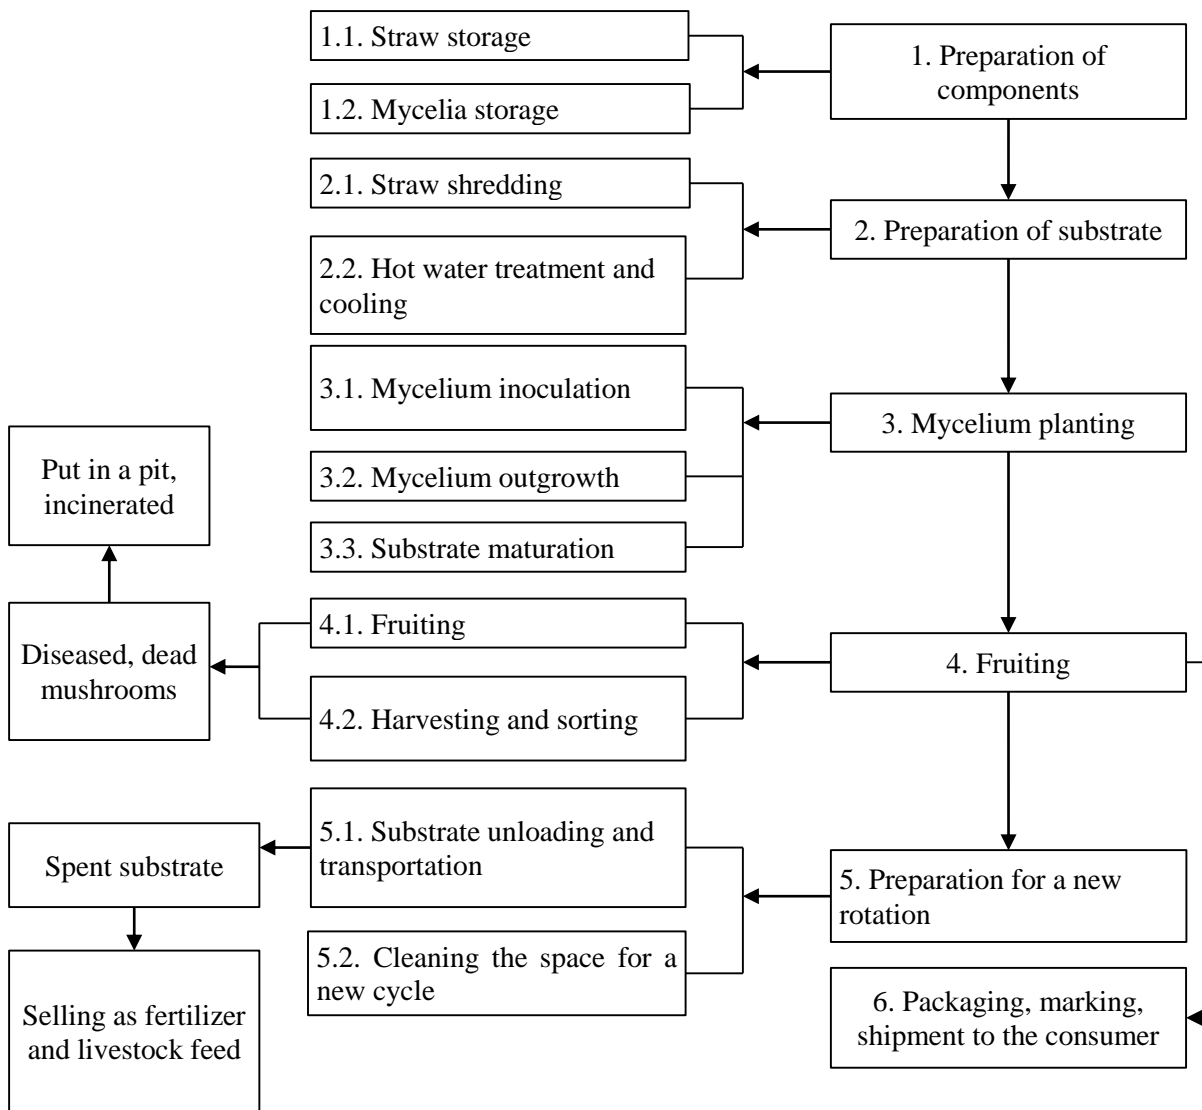 1.1. Straw storage
1. Preparation of
components
1.2. Mycelia storage
2.1. Straw shredding
2. Preparation of substrate
2.2. Hot water treatment and
cooling
3.1. Mycelium inoculation
3. Mycelium planting
Put in a pit,
incinerated
3.2. Mycelium outgrowth
3.3. Substrate maturation
4.1. Fruiting
Diseased, dead
mushrooms
4. Fruiting
4.2. Harvesting and sorting
5.1. Substrate unloading and
transportation
Spent substrate
5. Preparation for a new
rotation
5.2. Cleaning the space for a
new cycle
6. Packaging, marking,
shipment to the consumer
Selling as fertilizer
and livestock feed